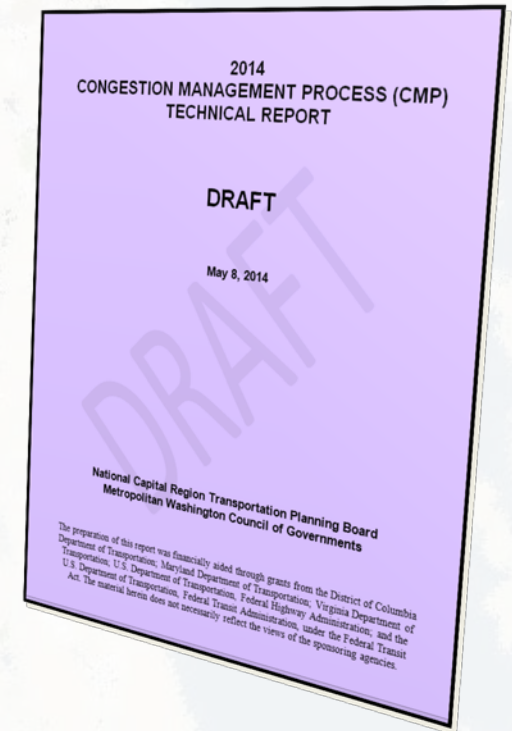 2014
CONGESTION MANAGEMENT PROCESS (CMP)
TECHNICAL REPORT
DRAFT
May 8, 2014
DRAFT
National Capital Region Transportation Planning Board
Metropolitan Washington Council of Governments
The preparation of this report was financially aided through grants from the District of Columbia
Department of Transportation; Maryland Department of Transportation; Virginia Department of
Transportation; U.S. Department of Transportation, Federal Highway Administration; and the
U.S. Department of Transportation, Federal Transit Administration, under the Federal Transit
Act. The material herein does not necessarily reflect the views of the sponsoring agencies.